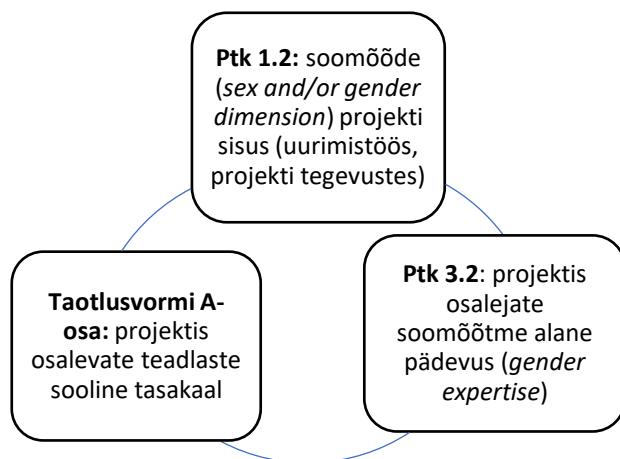 Ptk 1.2: soomõõde
(sex and/or gender
dimension) projekti
sisus (uurimistöös,
projekti tegevustes)
Taotlusvormi A-
osa: projektis
osalevate teadlaste
sooline tasakaal
Ptk 3.2: projektis
osalejate
soomõõtme alane
pädevus (gender
expertise)